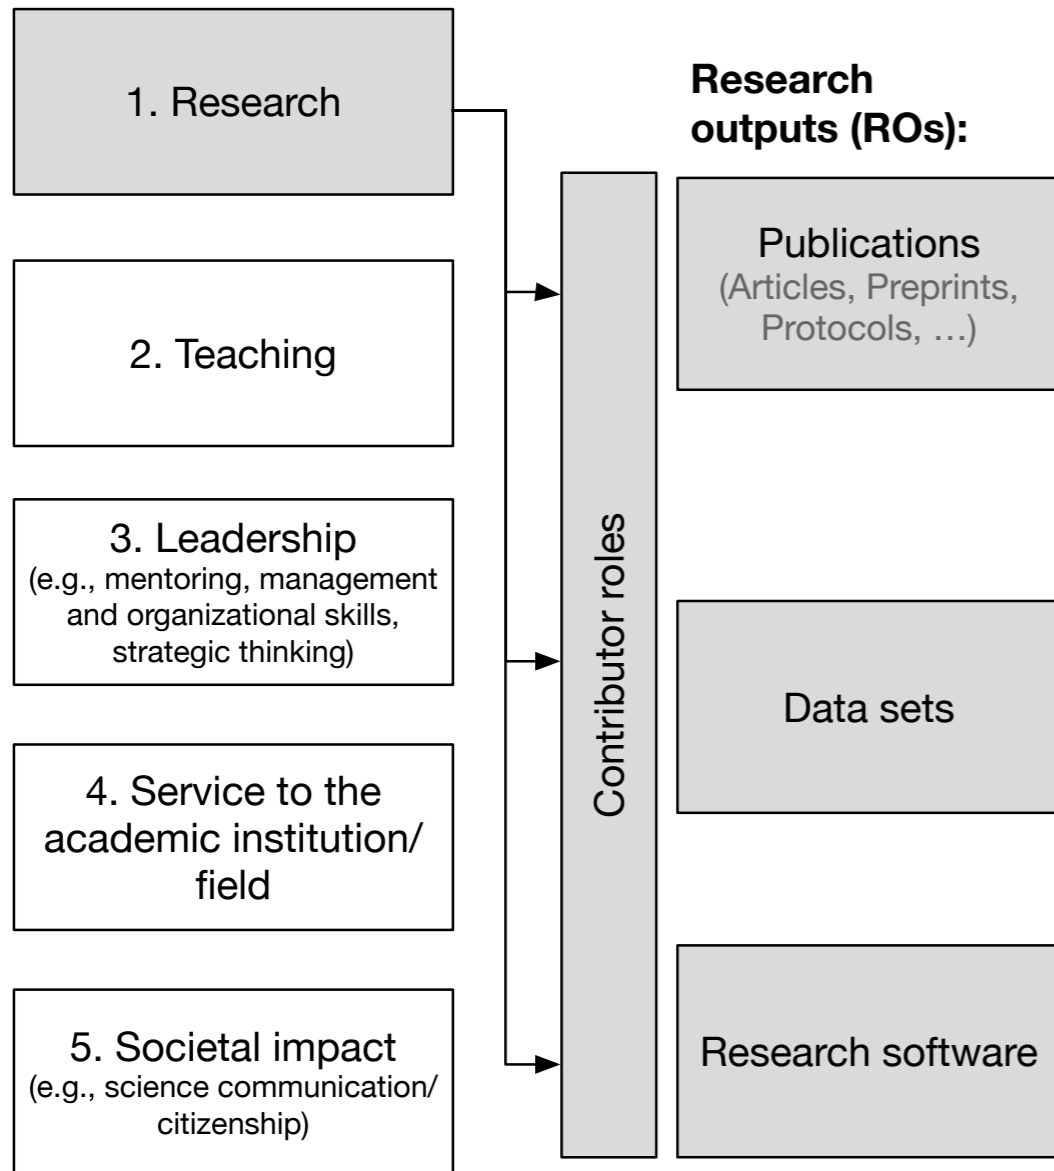 1. Research
2. Teaching
3. Leadership
(e.g., mentoring, management
and organizational skills,
strategic thinking)
4. Service to the
academic institution/
field
5. Societal impact
(e.g., science communication/
citizenship)
Contributor roles
Research
outputs (ROs):
Publications
(Articles, Preprints,
Protocols, …)
Data sets
Research software